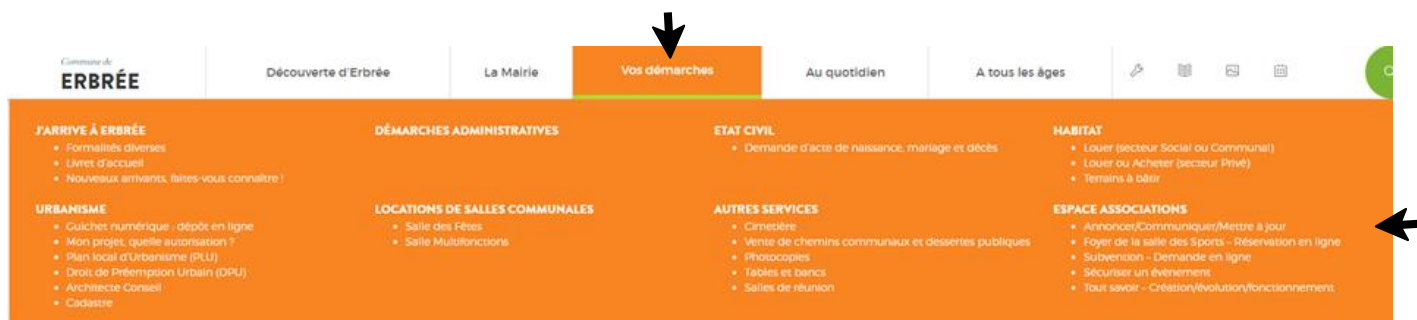 Commune de
ERBRÉE
Découverte d'Erbrée
La Mairie
Vos démarches
Au quotidien
A tous les âges
J'ARRIVE À ERBRÉE
• Formalités diverses
• Livret d'accueil
• Nouveaux arrivants, faites-vous connaître !
DÉMARCHES ADMINISTRATIVES
ETAT CIVIL
• Demande d'acte de naissance, mariage et décès
HABITAT
• Louer (secteur Social ou Communal)
• Louer ou Acheter (secteur Privé)
• Terrains à bâtir
URBANISME
• Guichet numérique : dépôt en ligne
• Mon projet, quelle autorisation ?
• Plan local d'Urbanisme (PLU)
• Droit de Préemption Urbain (DPU)
• Architecte Conseil
• Cadastre
LOCATIONS DE SALLES COMMUNALES
• Salle des Fêtes
• Salle Multifonctions
AUTRES SERVICES
• Cimetière
• Vente de chemins communaux et dessertes publiques
• Photocopies
• Tables et bancs
• Salles de réunion
ESPACE ASSOCIATIONS
• Annoncer/Communiquer/Mettre à jour
• Foyer de la salle des Sports - Réservation en ligne
• Subvention - Demande en ligne
• Sécuriser un évènement
• Tout savoir - Création/évolution/fonctionnement